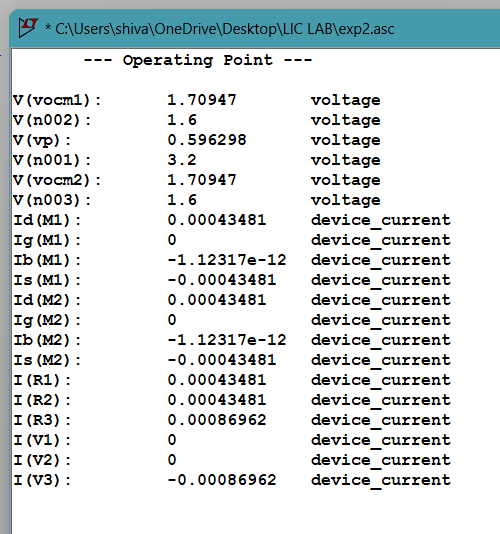 * C:\Users\shiva\OneDrive\Desktop\LIC LAB\exp2.asc
--- Operating Point ---
V(vocm1): 1.70947 voltage
V(n002): 1.6 voltage
V(vp): 0.596298 voltage
V(n001): 3.2 voltage
V(vocm2): 1.70947 voltage
V(n003): 1.6 voltage
Id(M1): 0.00043481 device_current
Ig(M1): 0 device_current
Ib(M1): -1.12317e-12 device_current
Is(M1): -0.00043481 device_current
Id(M2): 0.00043481 device_current
Ig(M2): 0 device_current
Ib(M2): -1.12317e-12 device_current
Is(M2): -0.00043481 device_current
I(R1): 0.00043481 device_current
I(R2): 0.00043481 device_current
I(R3): 0.00086962 device_current
I(V1): 0 device_current
I(V2): 0 device_current
I(V3): -0.00086962 device_current